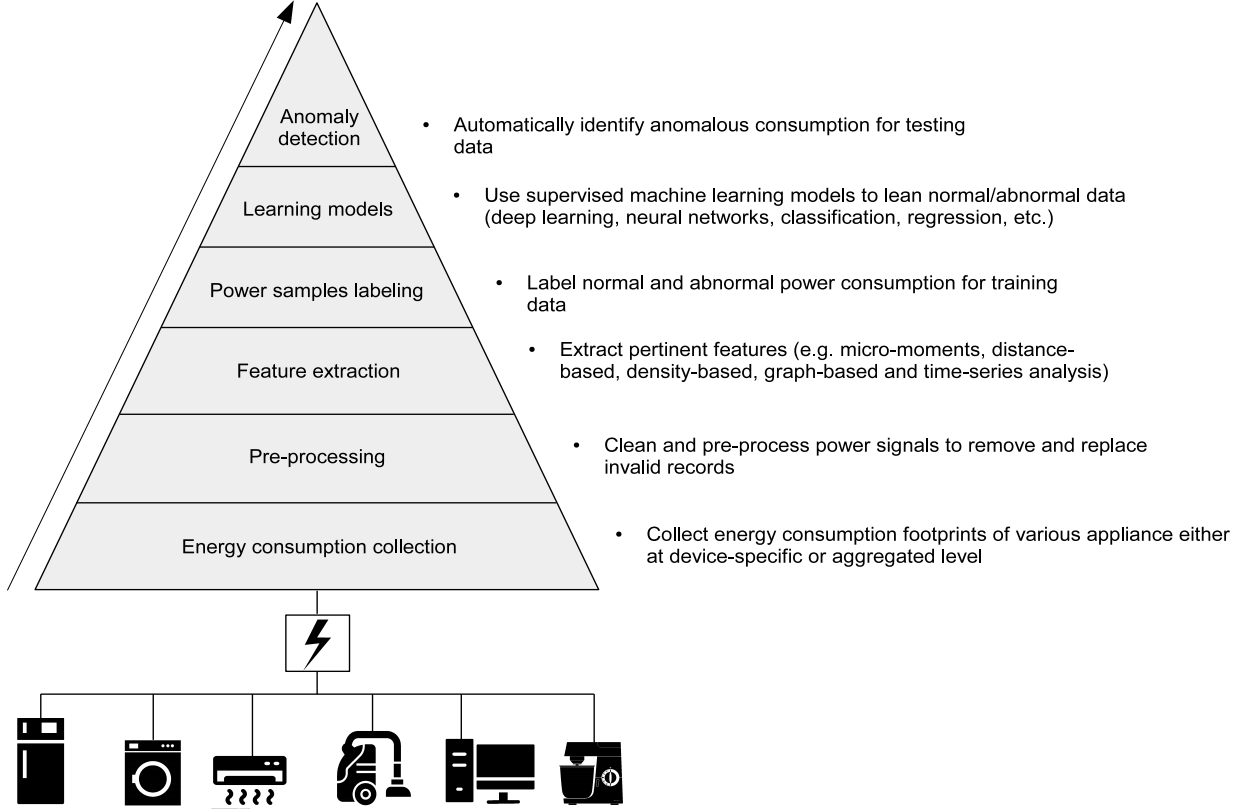 Anomaly
detection
• Automatically identify anomalous consumption for testing
data
Learning models
• Use supervised machine learning models to lean normal/abnormal data
(deep learning, neural networks, classification, regression, etc.)
Power samples labeling
• Label normal and abnormal power consumption for training
data
Feature extraction
• Extract pertinent features (e.g. micro-moments, distance-
based, density-based, graph-based and time-series analysis)
Pre-processing
• Clean and pre-process power signals to remove and replace
invalid records
Energy consumption collection
• Collect energy consumption footprints of various appliance either
at device-specific or aggregated level